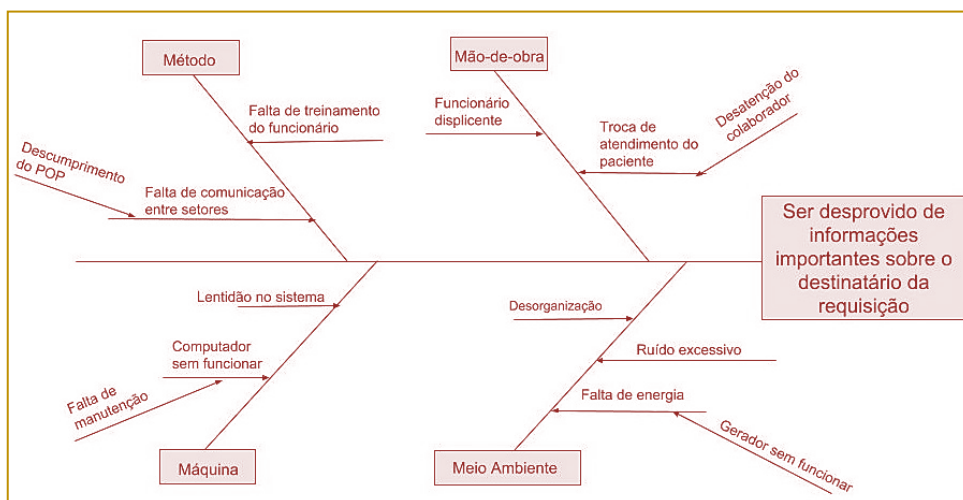 Método
Mão-de-obra
Falta de treinamento
do funcionário
Funcionário
displicente
Troca de
atendimento do
paciente
Desatenção do
colaborador
Descumprimento
do POP
Falta de comunicação
entre setores
Ser desprovido de
informações
importantes sobre o
destinatário da
requisição
Lentidão no sistema
Desorganização
Computador
sem funcionar
Ruído excessivo
Falta de
manutenção
Falta de energia
Gerador sem funcionar
Máquina
Meio Ambiente